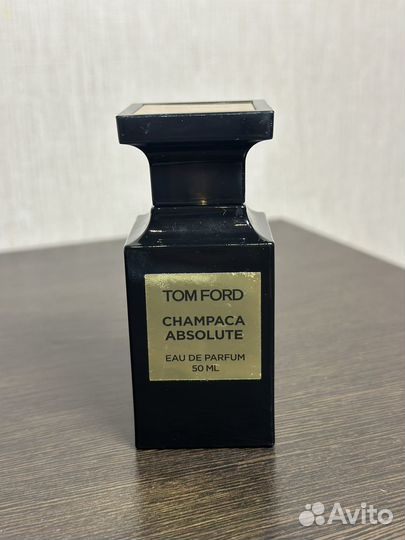 TOM FORD
CHAMPACA
ABSOLUTE
EAU DE PARFUM
50 ML
Avito